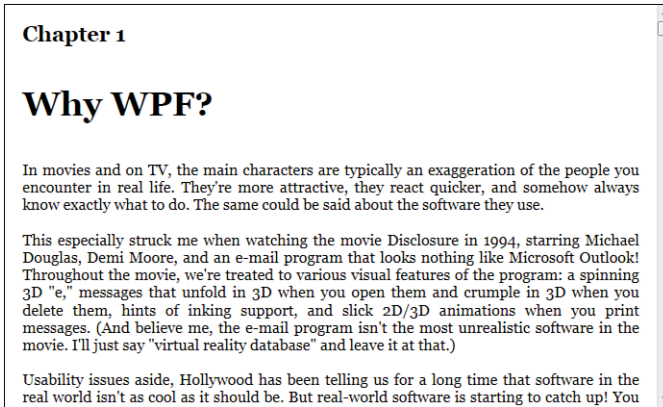 Chapter 1
Why WPF?
In movies and on TV, the main characters are typically an exaggeration of the people you
encounter in real life. They're more attractive, they react quicker, and somehow always
know exactly what to do. The same could be said about the software they use.
This especially struck me when watching the movie Disclosure in 1994, starring Michael
Douglas, Demi Moore, and an e-mail program that looks nothing like Microsoft Outlook!
Throughout the movie, we're treated to various visual features of the program: a spinning
3D "e," messages that unfold in 3D when you open them and crumple in 3D when you
delete them, hints of inking support, and slick 2D/3D animations when you print
messages. (And believe me, the e-mail program isn't the most unrealistic software in the
movie. I'll just say "virtual reality database" and leave it at that.)
Usability issues aside, Hollywood has been telling us for a long time that software in the
real world isn't as cool as it should be. But real-world software is starting to catch up! You